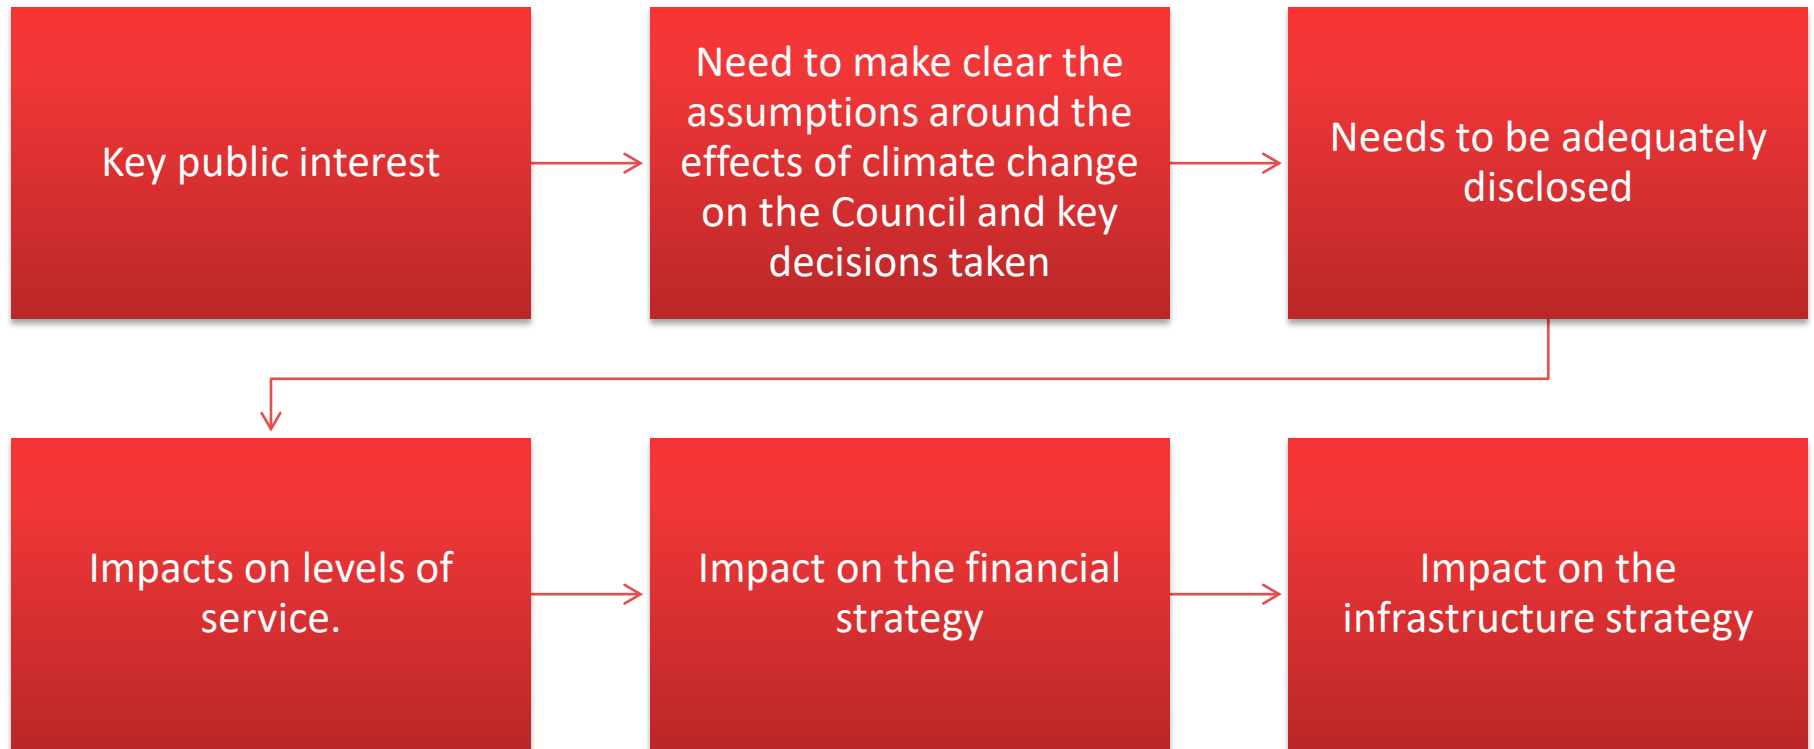 Key public interest
Need to make clear the
assumptions around the
effects of climate change
on the Council and key
decisions taken
Needs to be adequately
disclosed
Impacts on levels of
service.
Impact on the financial
strategy
Impact on the
infrastructure strategy